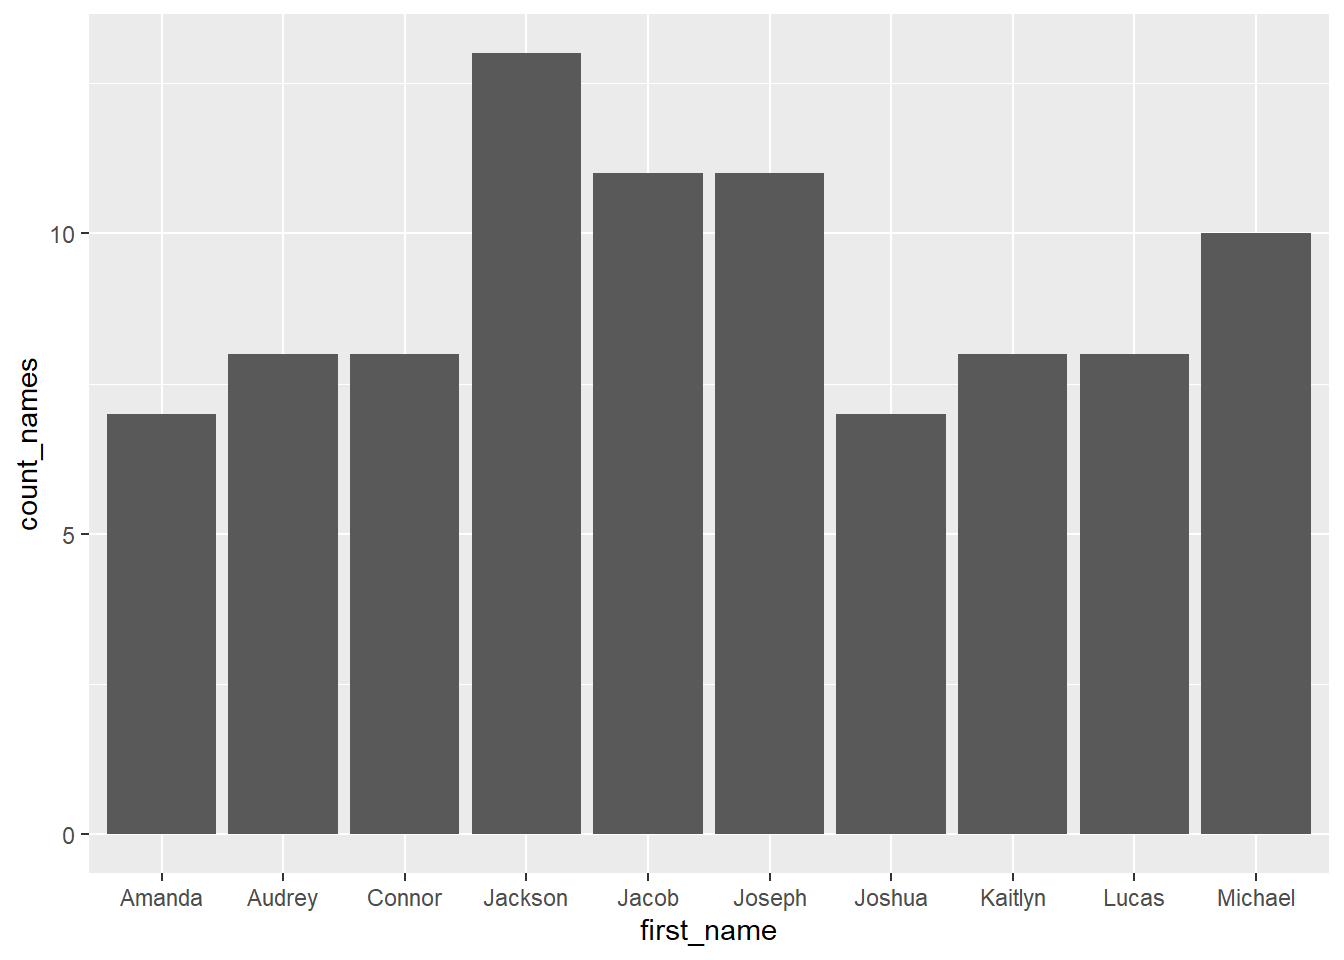 count_names
10
5
0
Amanda Audrey Connor Jackson Jacob Joseph Joshua Kaitlyn Lucas Michael
first_name